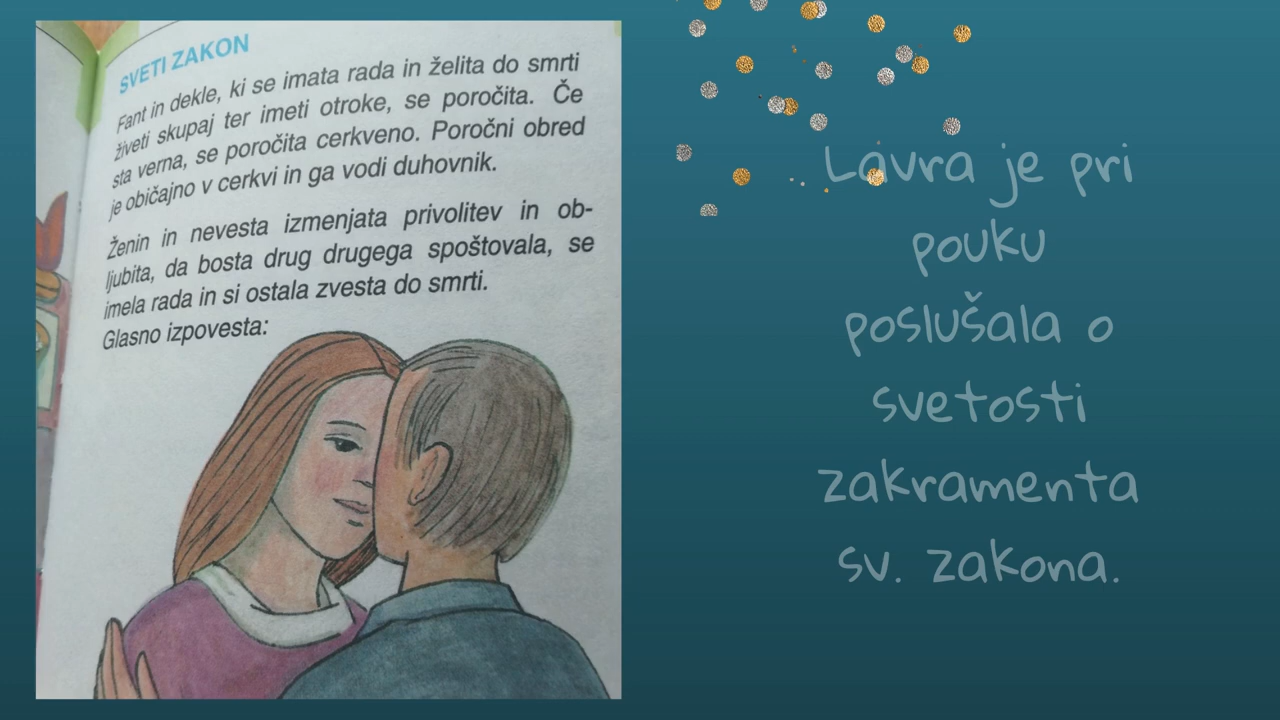 SVETI ZAKON
Fant in dekle, ki se imata rada in želita do smrti
živeti skupaj ter imeti otroke, se poročita. Če
sta verna, se poročita cerkveno. Poročni obred
je običajno v cerkvi in ga vodi duhovnik.
Ženin in nevesta izmenjata privolitev in ob-
ljubita, da bosta drug drugega spoštovala, se
imela rada in si ostala zvesta do smrti.
Glasno izpovesta:
Lavra je pri
pouku
poslušala o
svetosti
zakramenta
sv. zakona.